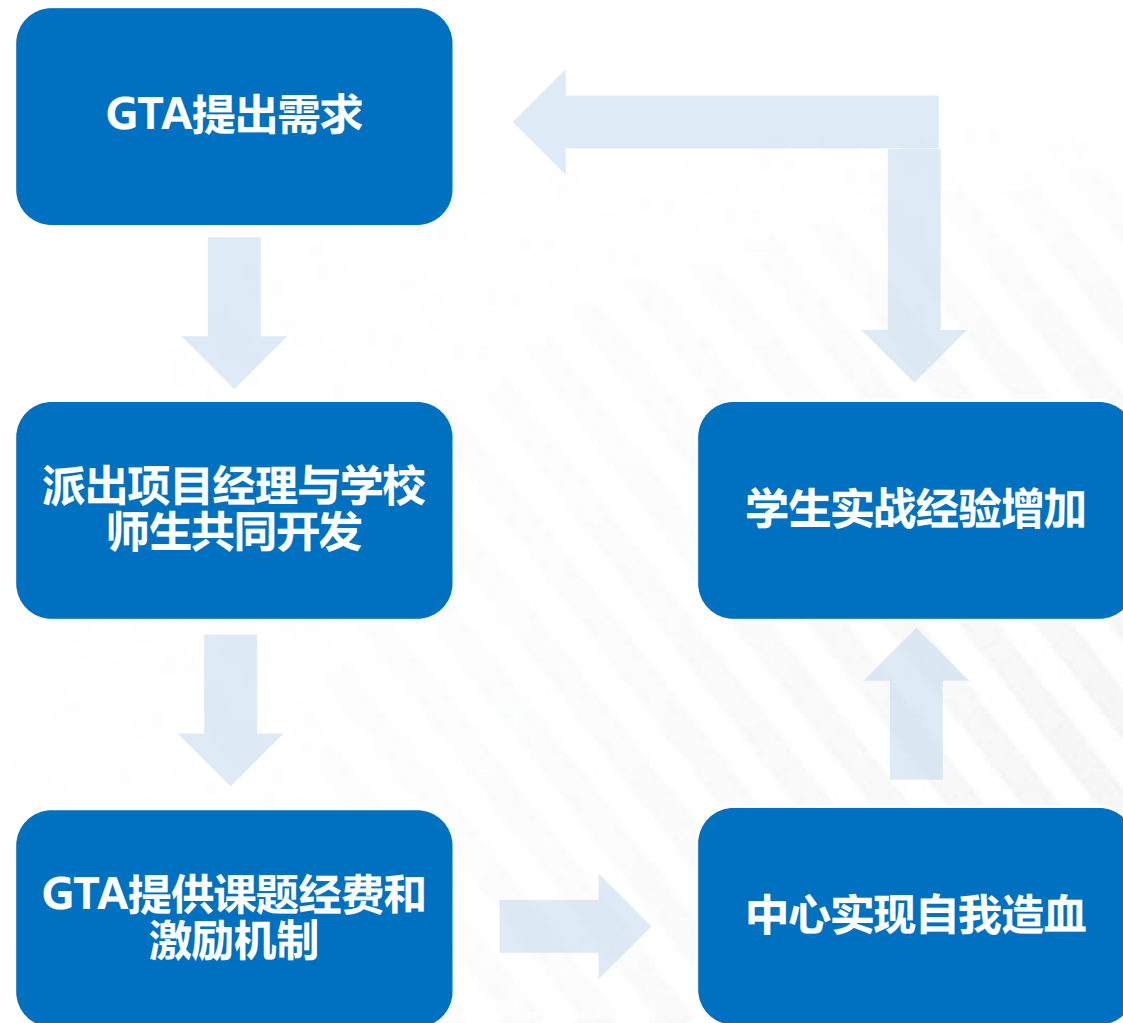 GTA提出需求
派出项目经理与学校
师生共同开发
学生实战经验增加
GTA提供课题经费和
激励机制
中心实现自我造血